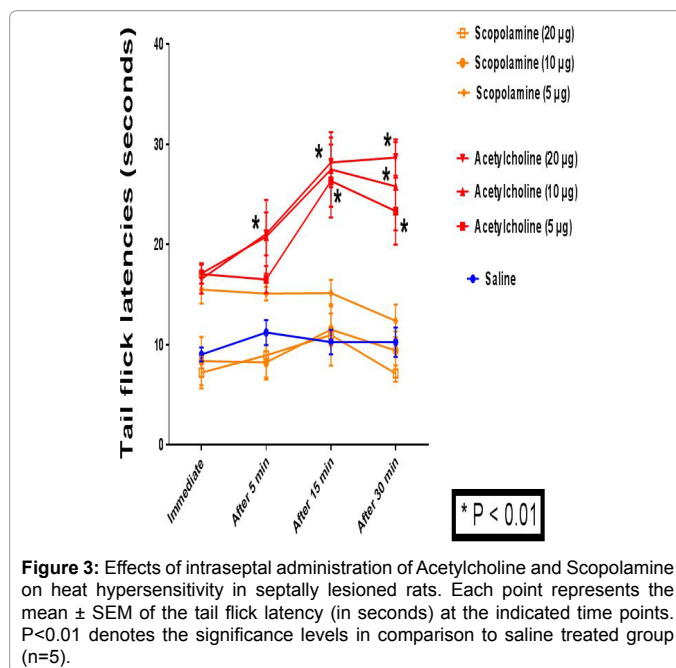 Tail flick latencies (seconds)
40
30
20
10
0
* * * * * *
Immediate
After 5 min
After 15 min
After 30 min
Scopolamine (20 µg)
Scopolamine (10 µg)
Scopolamine (5 µg)
Acetylcholine (20 µg)
Acetylcholine (10 µg)
Acetylcholine (5 µg)
Saline
* P < 0.01
Figure 3: Effects of intraseptal administration of Acetylcholine and Scopolamine
on heat hypersensitivity in septally lesioned rats. Each point represents the
mean ± SEM of the tail flick latency (in seconds) at the indicated time points.
P<0.01 denotes the significance levels in comparison to saline treated group
(n=5).